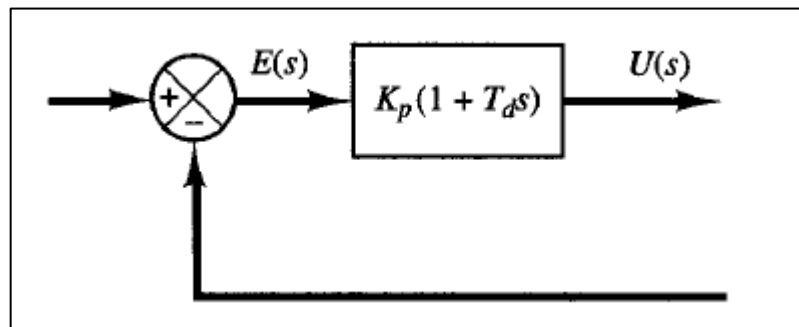 E(s)
U(s)
+
K_p(1 + T_d s)
−